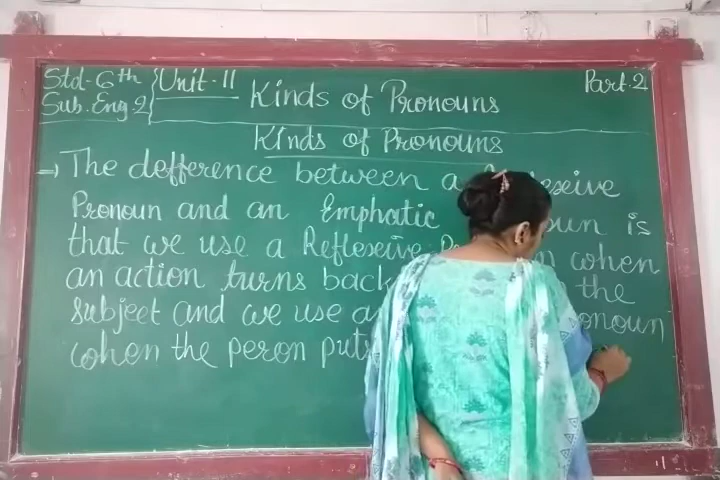 Std-6th Unit-11 Kinds of Pronouns Part.2
Sub.Eng.2
Kinds of Pronouns
→ The defference between a
Pronoun and an Emphatic is
that we use a Reflexeive when
an action turns back the
subject and we use
when the peron puts